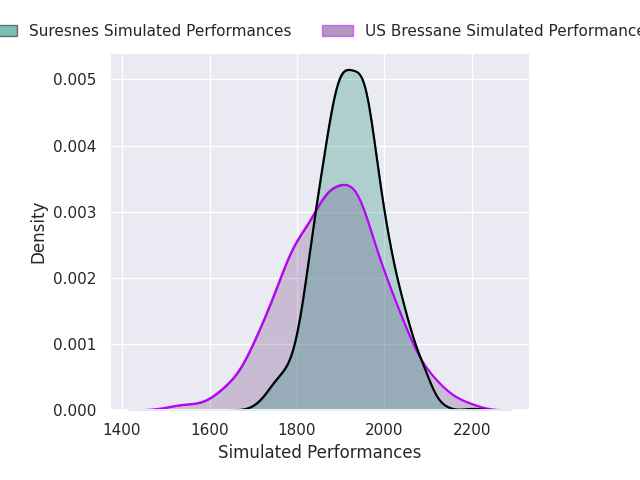 Suresnes Simulated Performances
US Bressane Simulated Performance
0.005
0.004
0.003
0.002
0.001
0.000
Density
1400 1600 1800 2000 2200
Simulated Performances